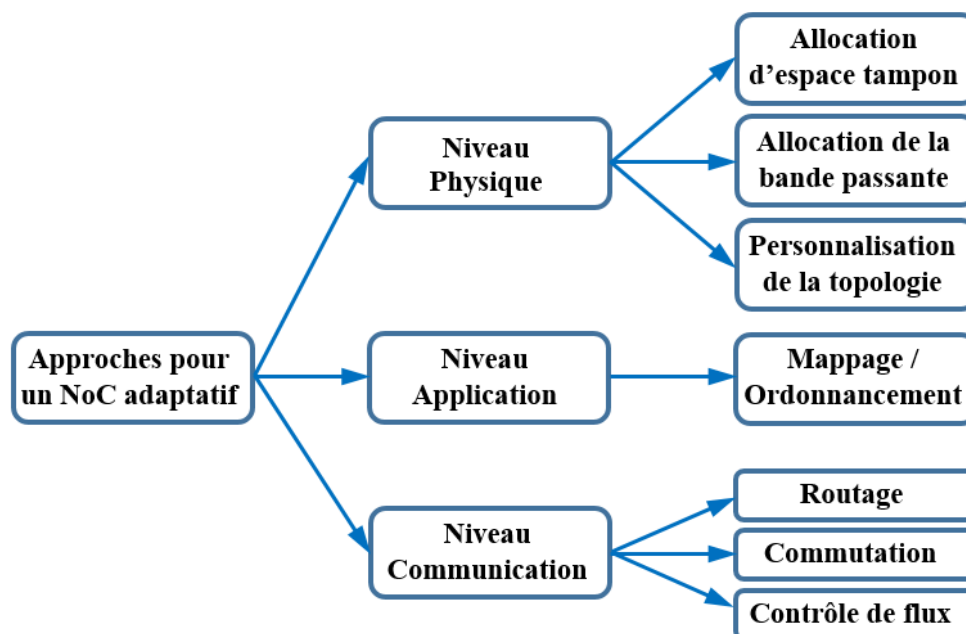 Approches pour
un NoC adaptatif
Niveau
Physique
Allocation
d’espace tampon
Allocation de la
bande passante
Personnalisation
de la topologie
Niveau
Application
Mappage /
Ordonnancement
Niveau
Communication
Routage
Commutation
Contrôle de flux